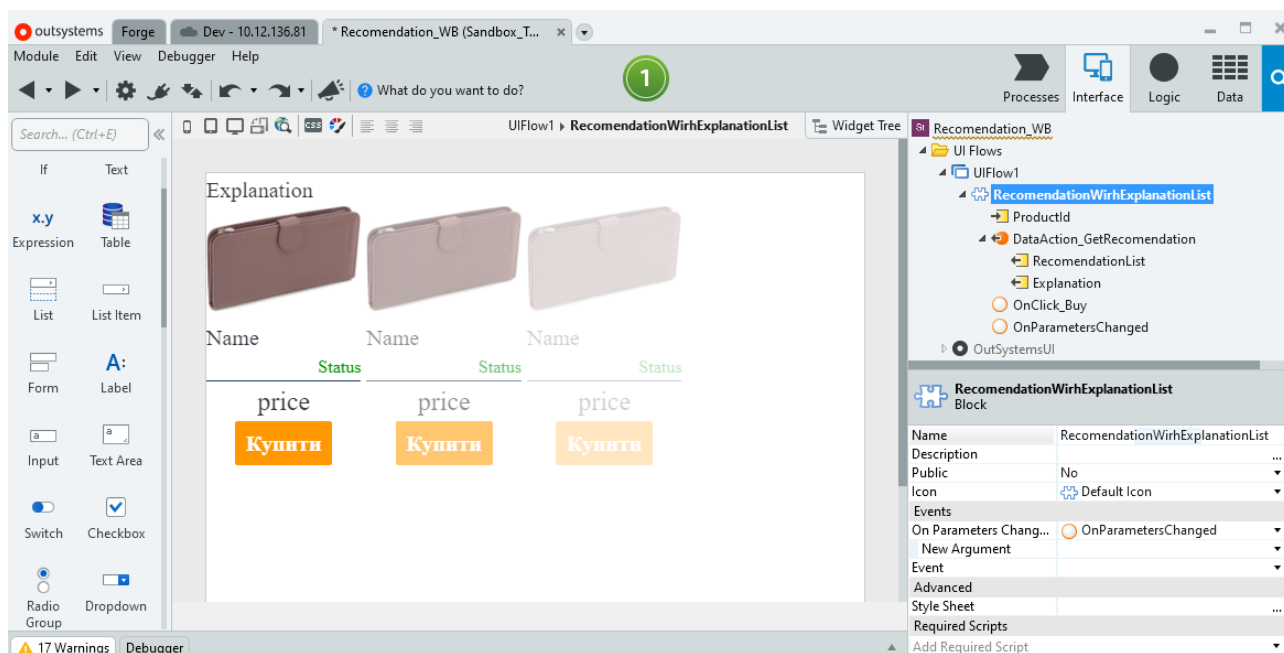 outsystems Forge Dev - 10.12.136.81 * Recomendation_WB (Sandbox_T...
Module Edit View Debugger Help
What do you want to do?
1
Processes Interface Logic Data
Search... (Ctrl+E)
CSS
UIFlow1 RecomendationWirhExplanationList
Widget Tree
If Text
x.y
Expression Table
List List Item
A:
Form Label
a a
Input Text Area
Switch Checkbox
Radio Group Dropdown
Explanation
Name Name Name
Status Status Status
price price price
Купити Купити Купити
St Recomendation_WB
UI Flows
UIFlow1
RecomendationWirhExplanationList
ProductId
DataAction_GetRecomendation
RecomendationList
Explanation
OnClick_Buy
OnParametersChanged
OutSystemsUI
RecomendationWirhExplanationList
Block
Name RecomendationWirhExplanationList
Description ...
Public No
Icon Default Icon
Events
On Parameters Chang... OnParametersChanged
New Argument
Event
Advanced
Style Sheet ...
Required Scripts
Add Required Script
17 Warnings Debugger